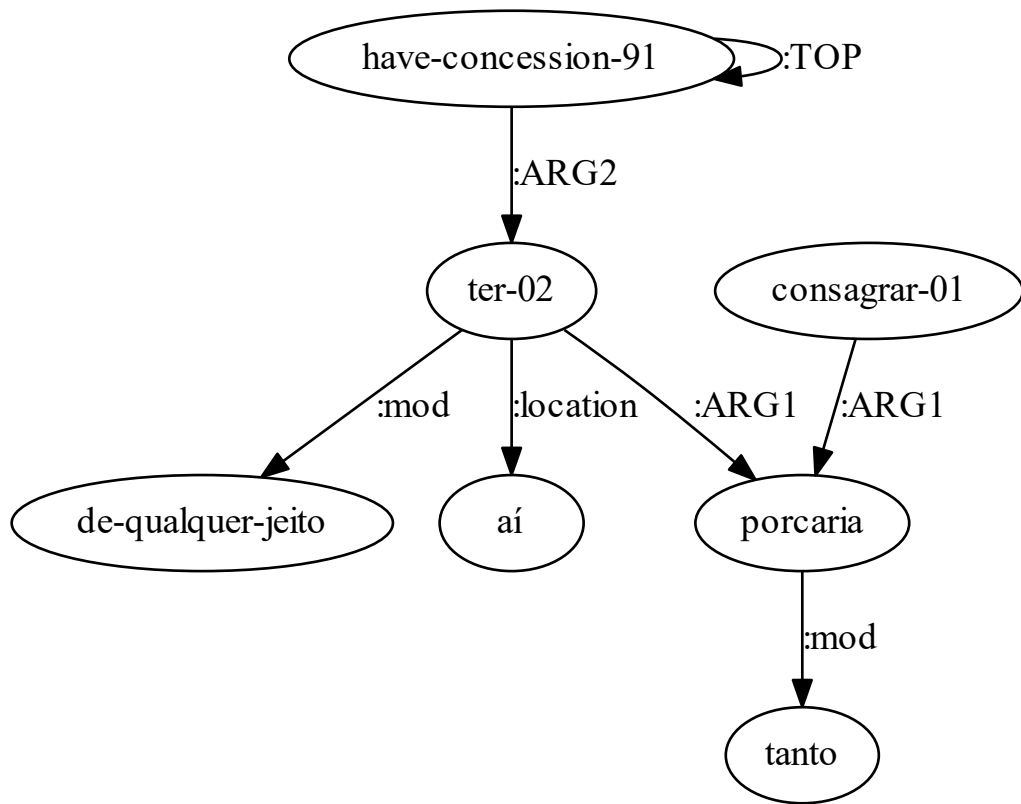 have-concession-91
:TOP
:ARG2
ter-02
consagrar-01
:mod
:location
:ARG1
:ARG1
de-qualquer-jeito
aí
porcaria
:mod
tanto